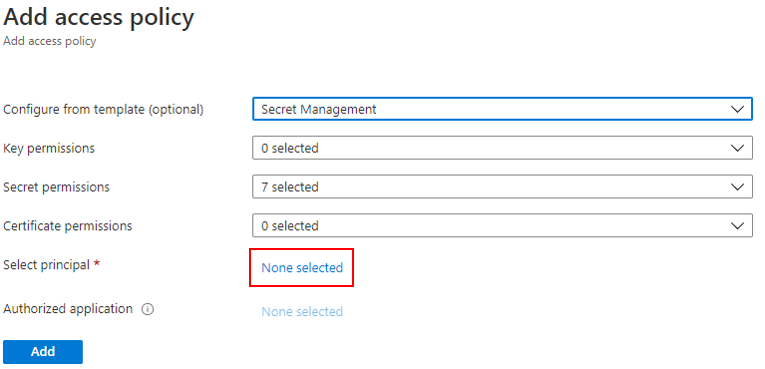 Add access policy
Add access policy
Configure from template (optional) Secret Management
Key permissions 0 selected
Secret permissions 7 selected
Certificate permissions 0 selected
Select principal * None selected
Authorized application None selected
Add